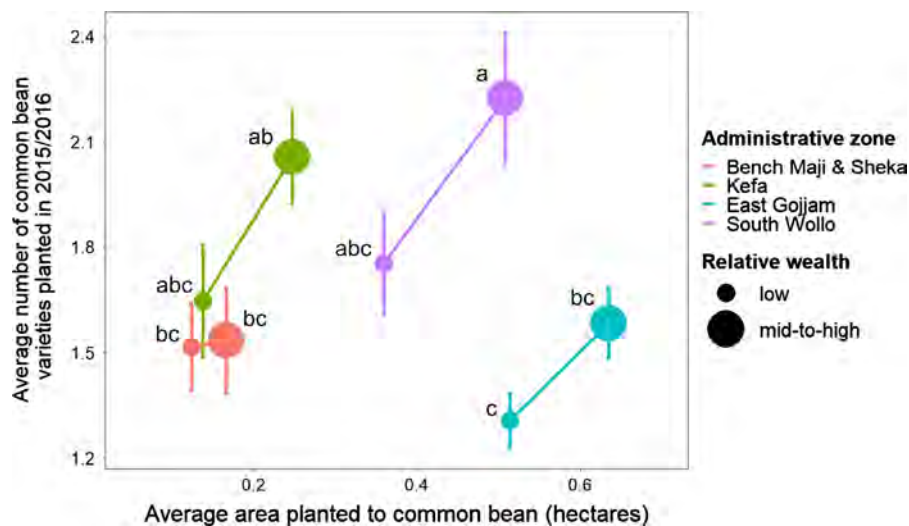 2.4
2.1
1.8
1.5
1.2
Average number of common bean
varieties planted in 2015/2016
a
ab
abc
abc
bc
bc
bc
c
0.2
0.4
0.6
Average area planted to common bean (hectares)
Administrative zone
Bench Maji & Sheka
Kefa
East Gojjam
South Wollo
Relative wealth
low
mid-to-high